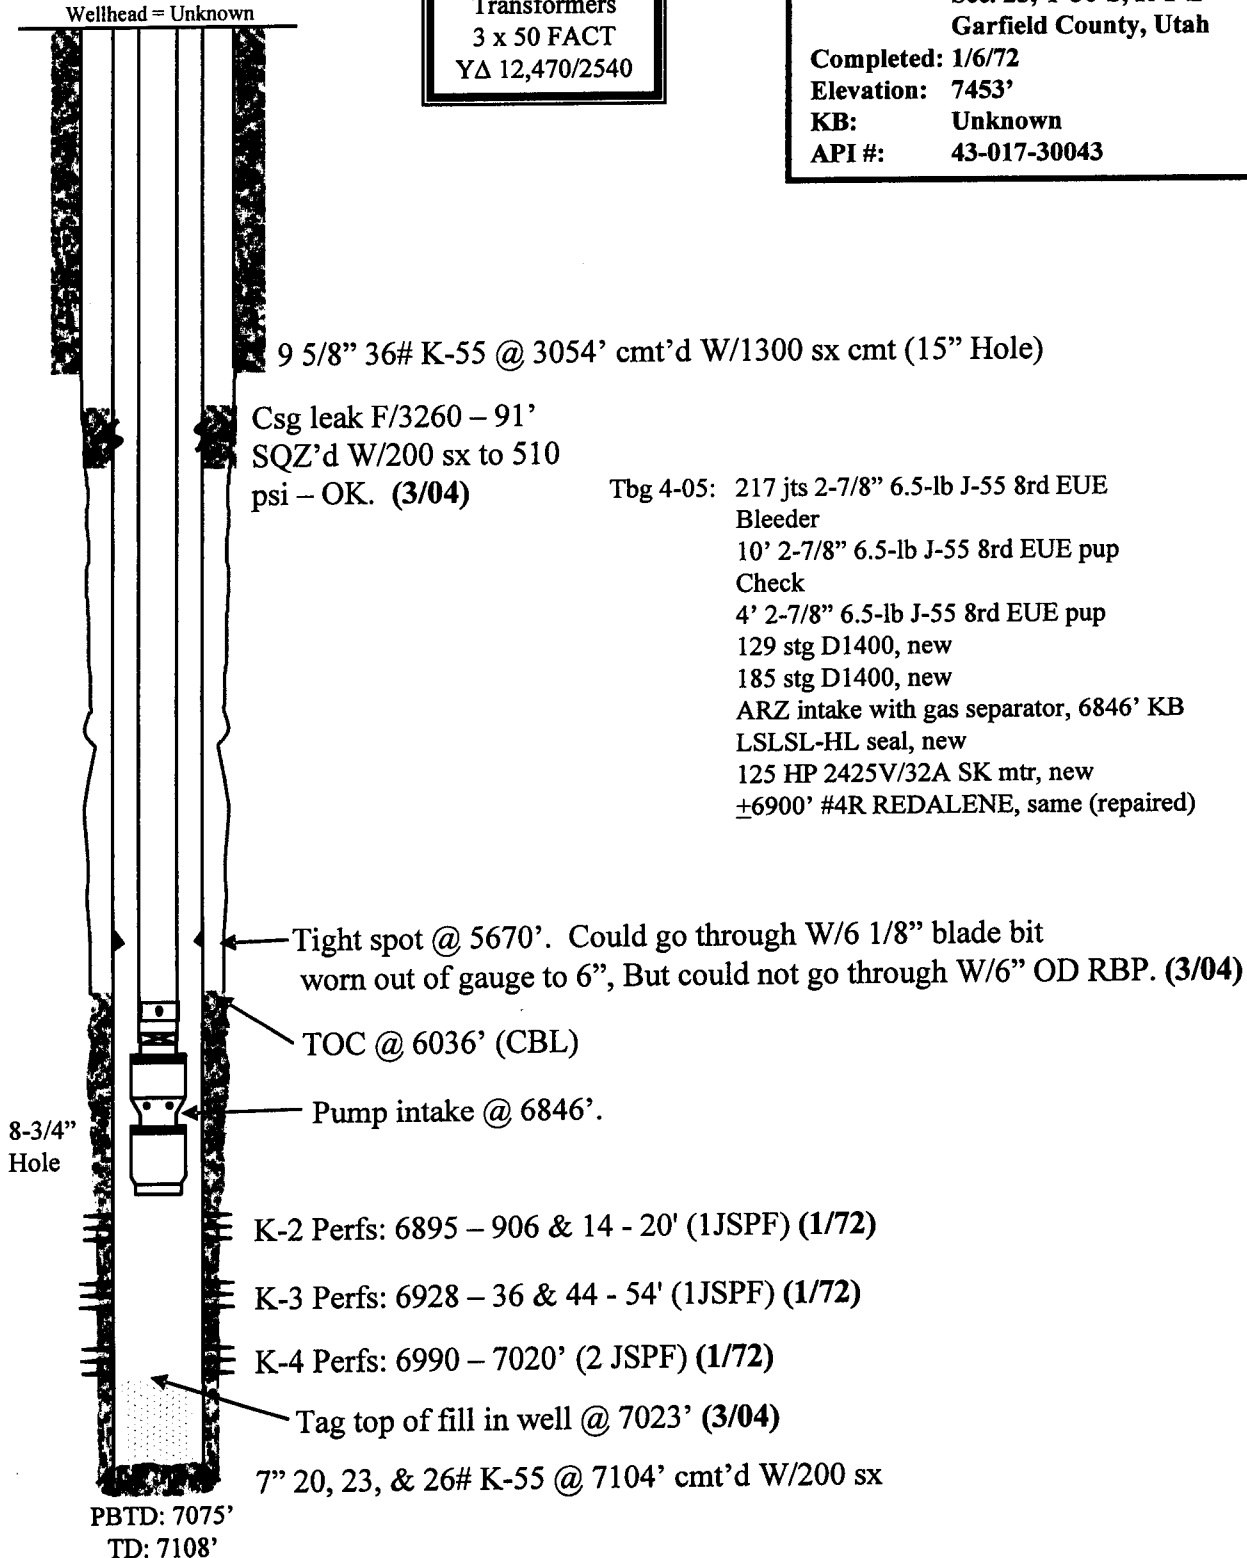 Wellhead = Unknown
Transformers
3 x 50 FACT
YΔ 12,470/2540
Garfield County, Utah
Completed: 1/6/72
Elevation: 7453’
KB: Unknown
API #: 43-017-30043
9 5/8” 36# K-55 @ 3054’ cmt’d W/1300 sx cmt (15” Hole)
Csg leak F/3260 – 91’
SQZ’d W/200 sx to 510
psi – OK. (3/04)
Tbg 4-05: 217 jts 2-7/8” 6.5-lb J-55 8rd EUE
Bleeder
10’ 2-7/8” 6.5-lb J-55 8rd EUE pup
Check
4’ 2-7/8” 6.5-lb J-55 8rd EUE pup
129 stg D1400, new
185 stg D1400, new
ARZ intake with gas separator, 6846’ KB
LSLSL-HL seal, new
125 HP 2425V/32A SK mtr, new
±6900’ #4R REDALENE, same (repaired)
Tight spot @ 5670’. Could go through W/6 1/8” blade bit
worn out of gauge to 6”, But could not go through W/6” OD RBP. (3/04)
TOC @ 6036’ (CBL)
Pump intake @ 6846’.
8-3/4”
Hole
K-2 Perfs: 6895 – 906 & 14 - 20' (1JSPF) (1/72)
K-3 Perfs: 6928 – 36 & 44 - 54' (1JSPF) (1/72)
K-4 Perfs: 6990 – 7020’ (2 JSPF) (1/72)
Tag top of fill in well @ 7023’ (3/04)
7” 20, 23, & 26# K-55 @ 7104’ cmt’d W/200 sx
PBTD: 7075’
TD: 7108’